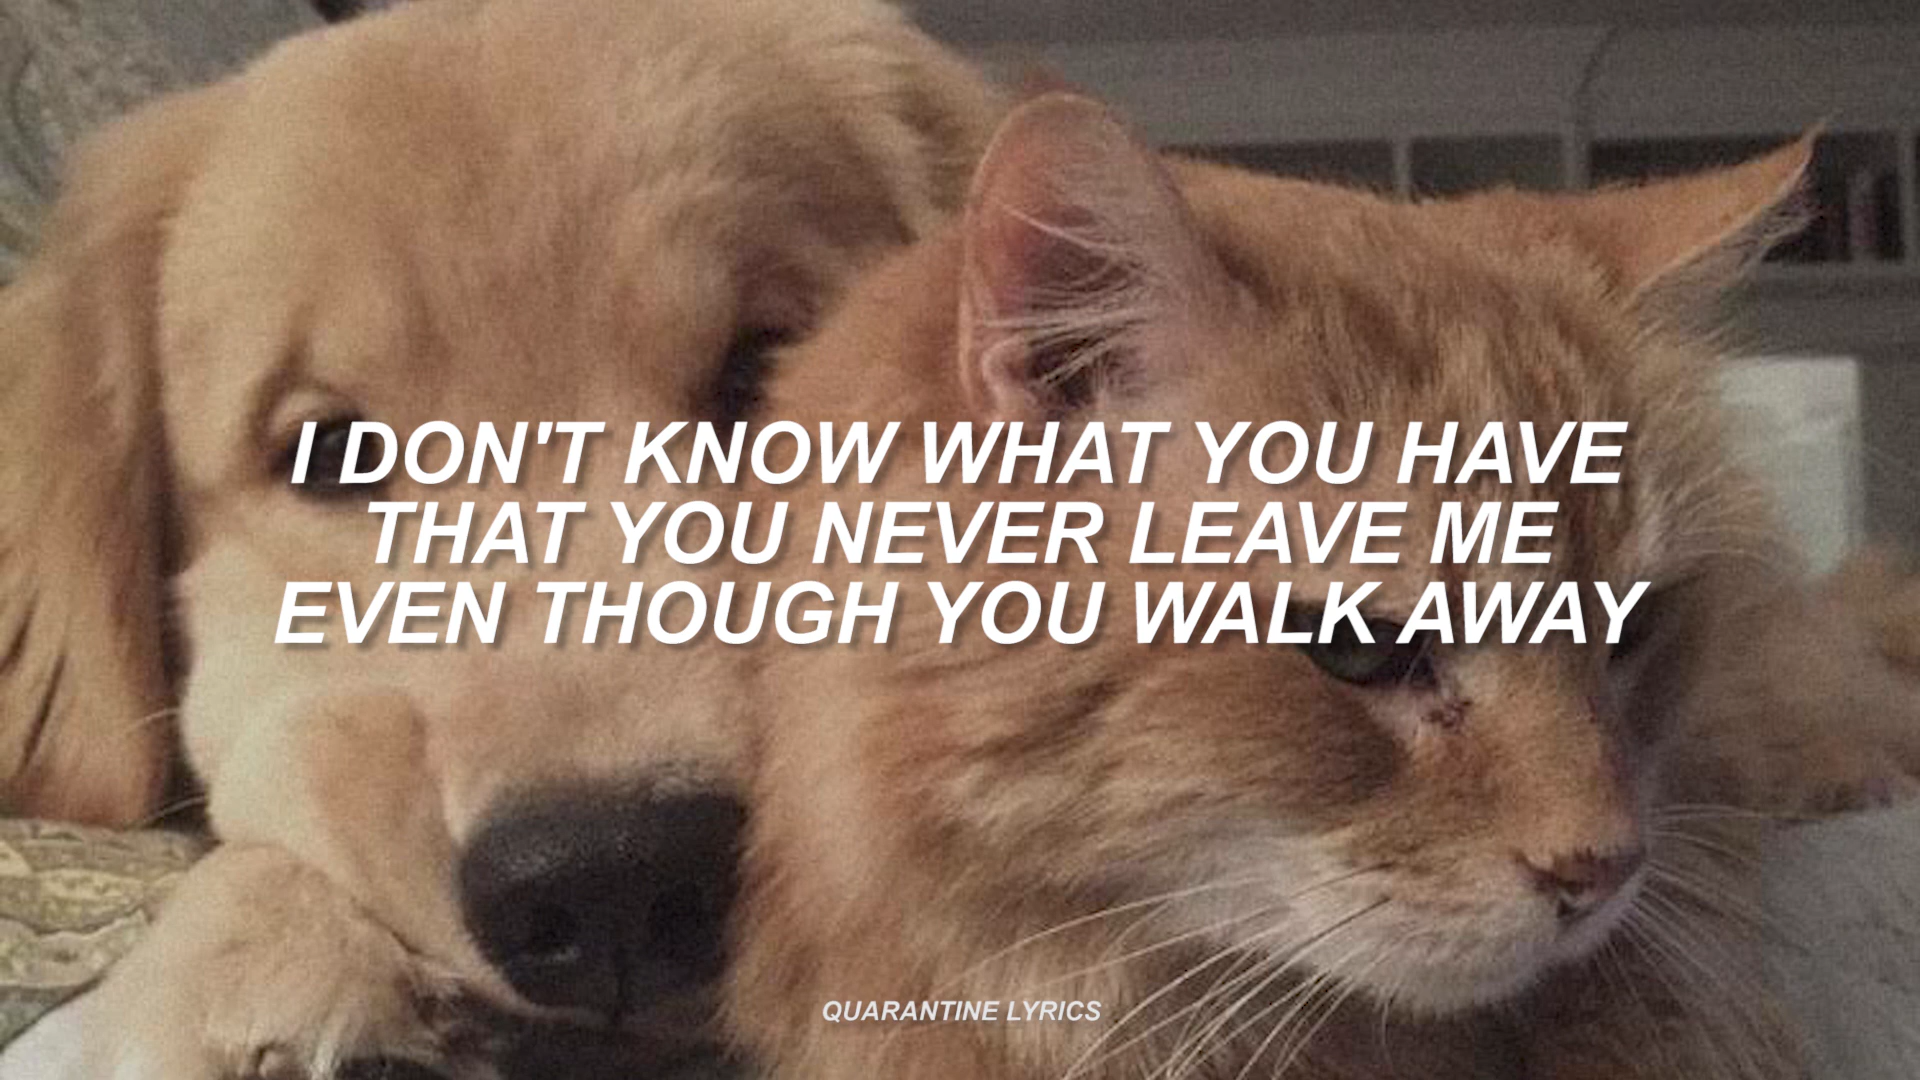 I DON'T KNOW WHAT YOU HAVE
THAT YOU NEVER LEAVE ME
EVEN THOUGH YOU WALK AWAY
QUARANTINE LYRICS